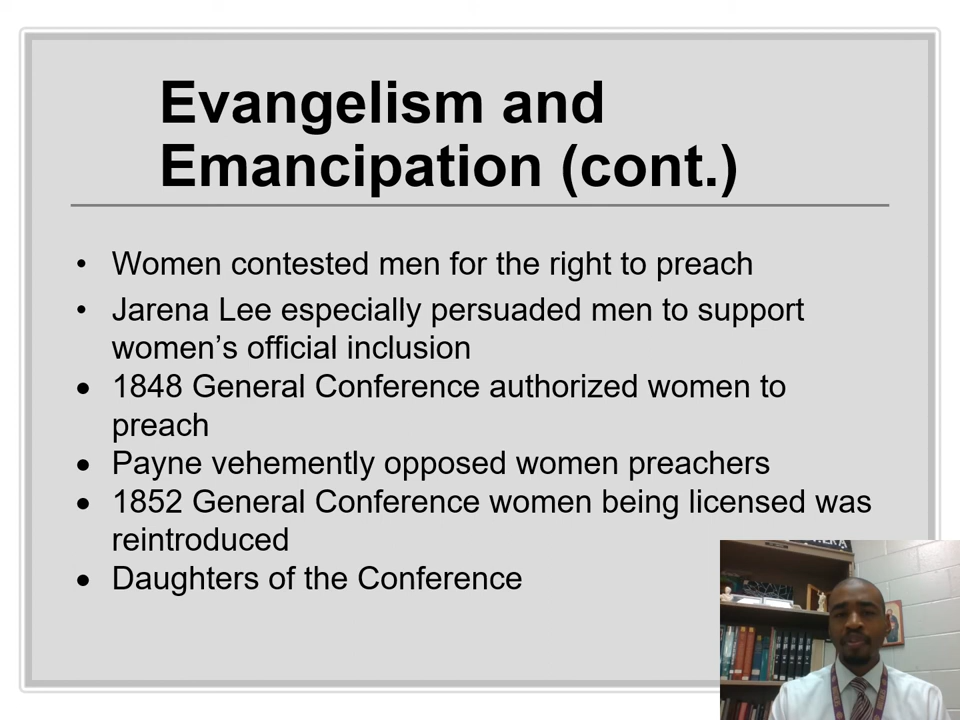 Evangelism and
Emancipation (cont.)
• Women contested men for the right to preach
• Jarena Lee especially persuaded men to support
women’s official inclusion
• 1848 General Conference authorized women to
preach
• Payne vehemently opposed women preachers
• 1852 General Conference women being licensed was
reintroduced
• Daughters of the Conference